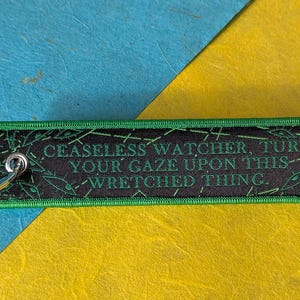 CEASELESS WATCHER, TUR
YOUR GAZE UPON THIS
WRETCHED THING.